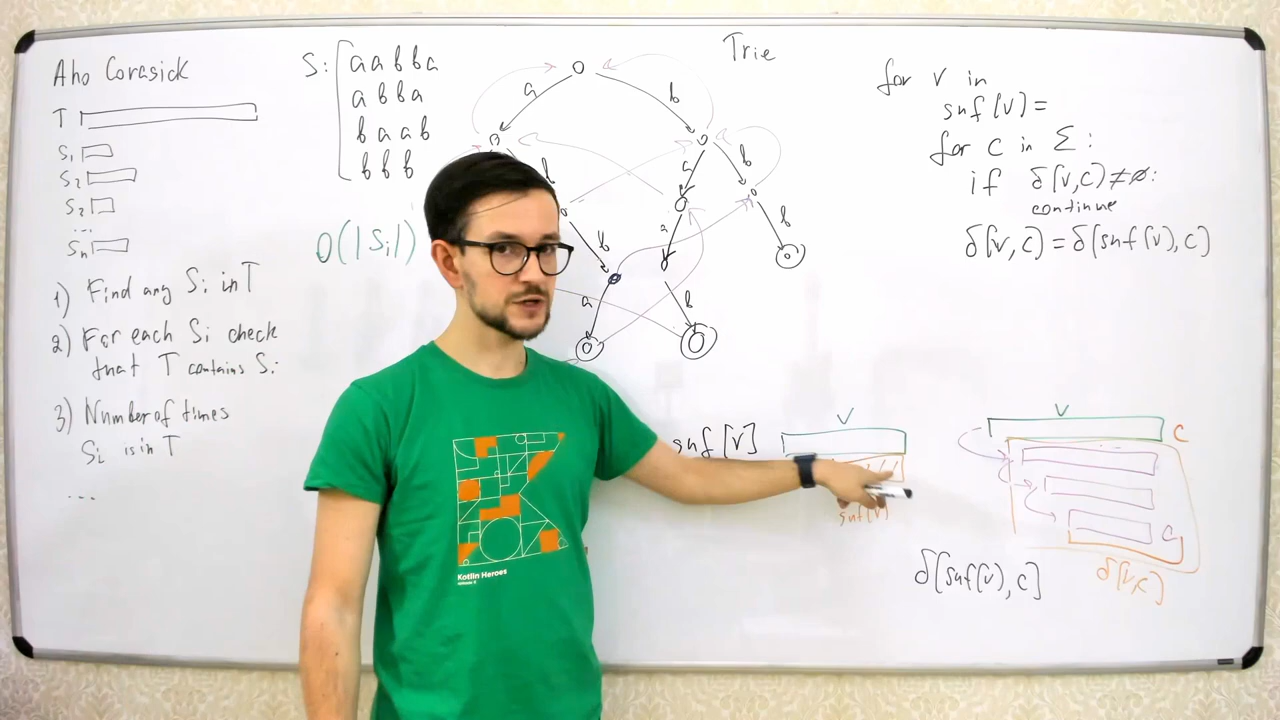 Aho Corasick
T
S1
S2
S2
...
Sn
1) Find any Si in T
2) For each Si check
that T contains Si
3) Number of times
Si is in T
...
S:
aabba
abba
baab
bbb
O(|Si|)
Trie
a
b
b
a
b
b
a
b
a
b
for v in
suf[v]=
for c in Σ:
if δ[v,c]≠∅:
continue
δ[v,c]=δ[suf[v],c]
suf[v]
v
suf[v]
v
c
c
δ[v,c]
δ[suf[v],c]
Kotlin Heroes